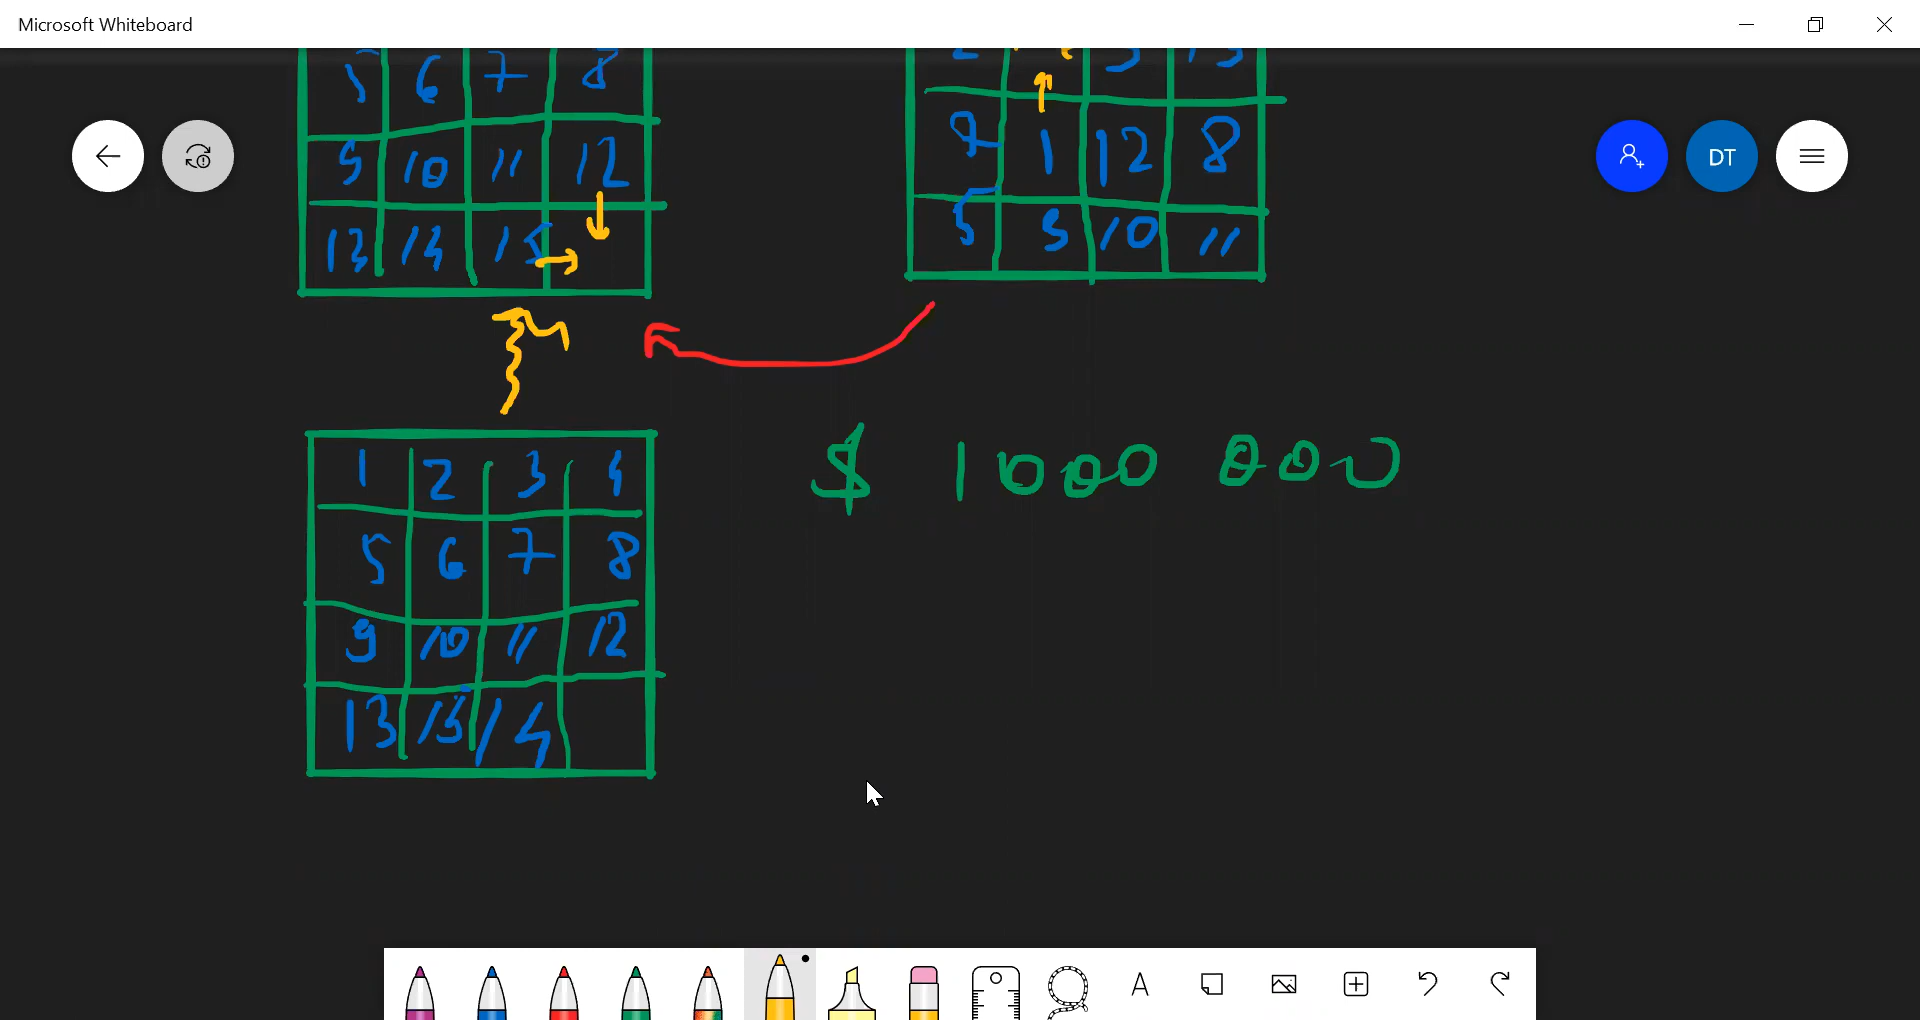 Microsoft Whiteboard
5 6 7 8
9 10 11 12
13 14 15
9 1 12 8
5 3 10 11
DT
$ 1000 000
1 2 3 4
5 6 7 8
9 10 11 12
13 15 14
A